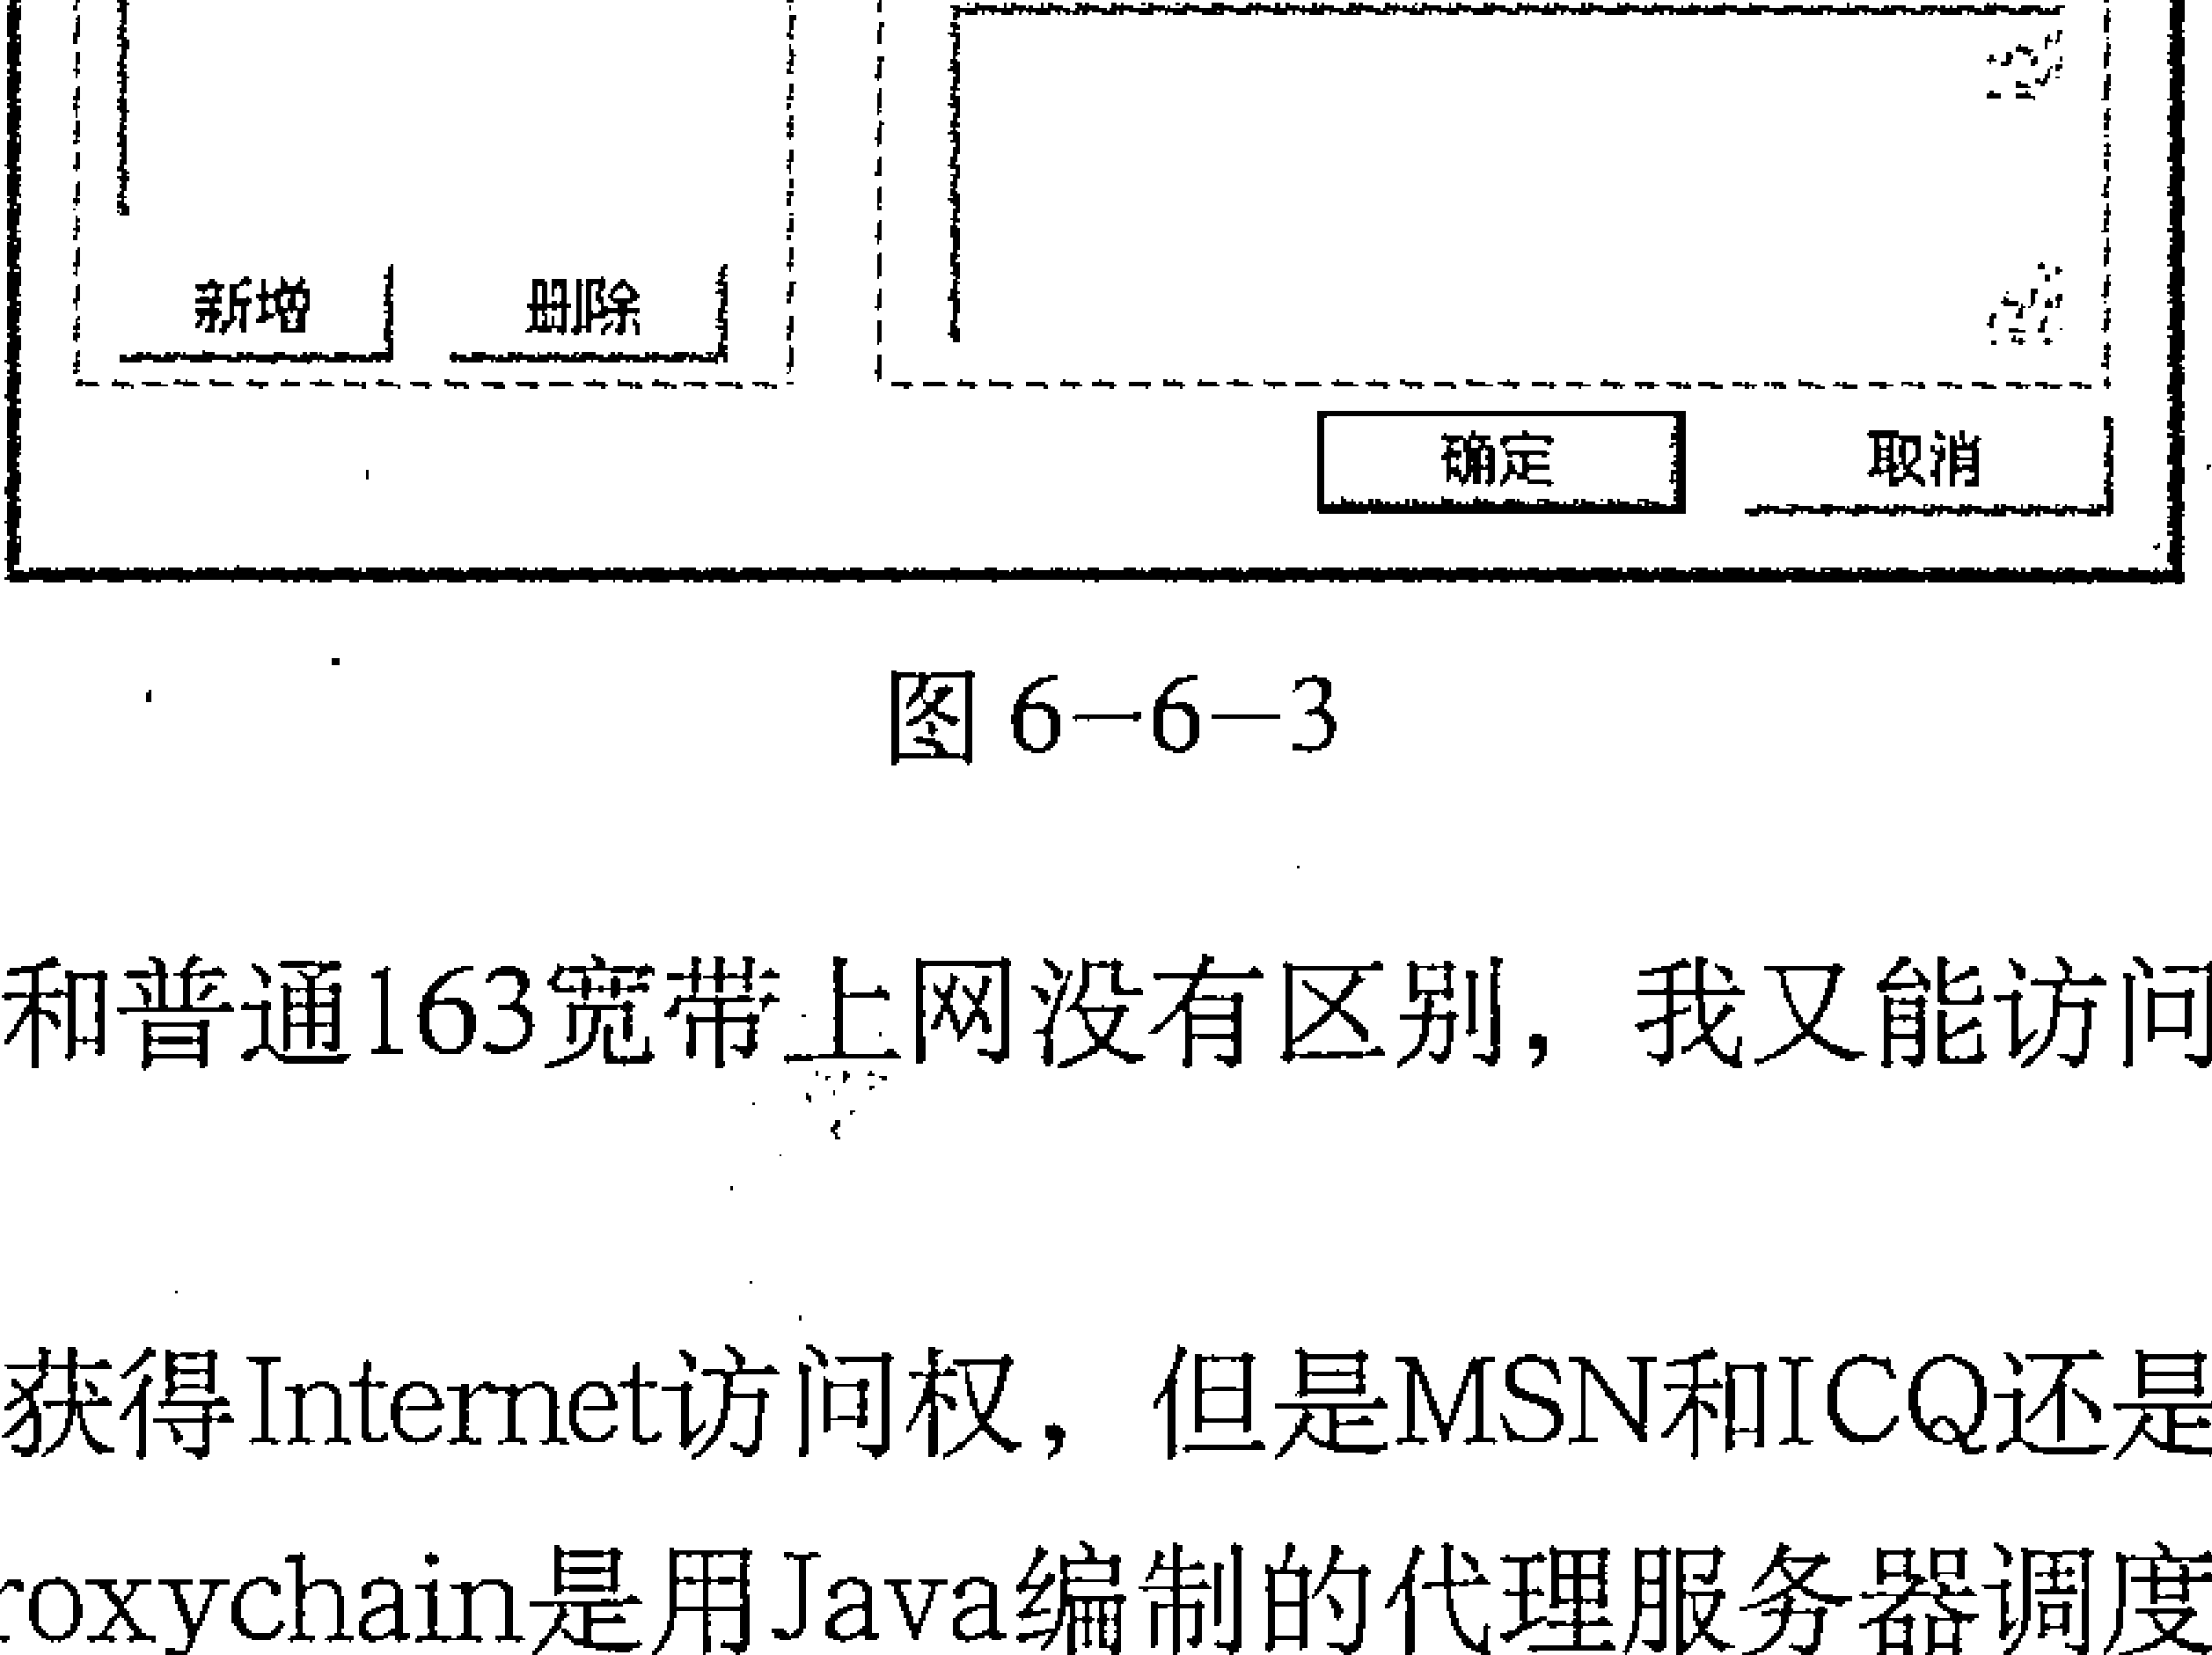 新增 删除
确定 取消
图 6-6-3
和普通163宽带上网没有区别，我又能访问
获得Internet访问权，但是MSN和ICQ还是
roxychain是用Java编制的代理服务器调度